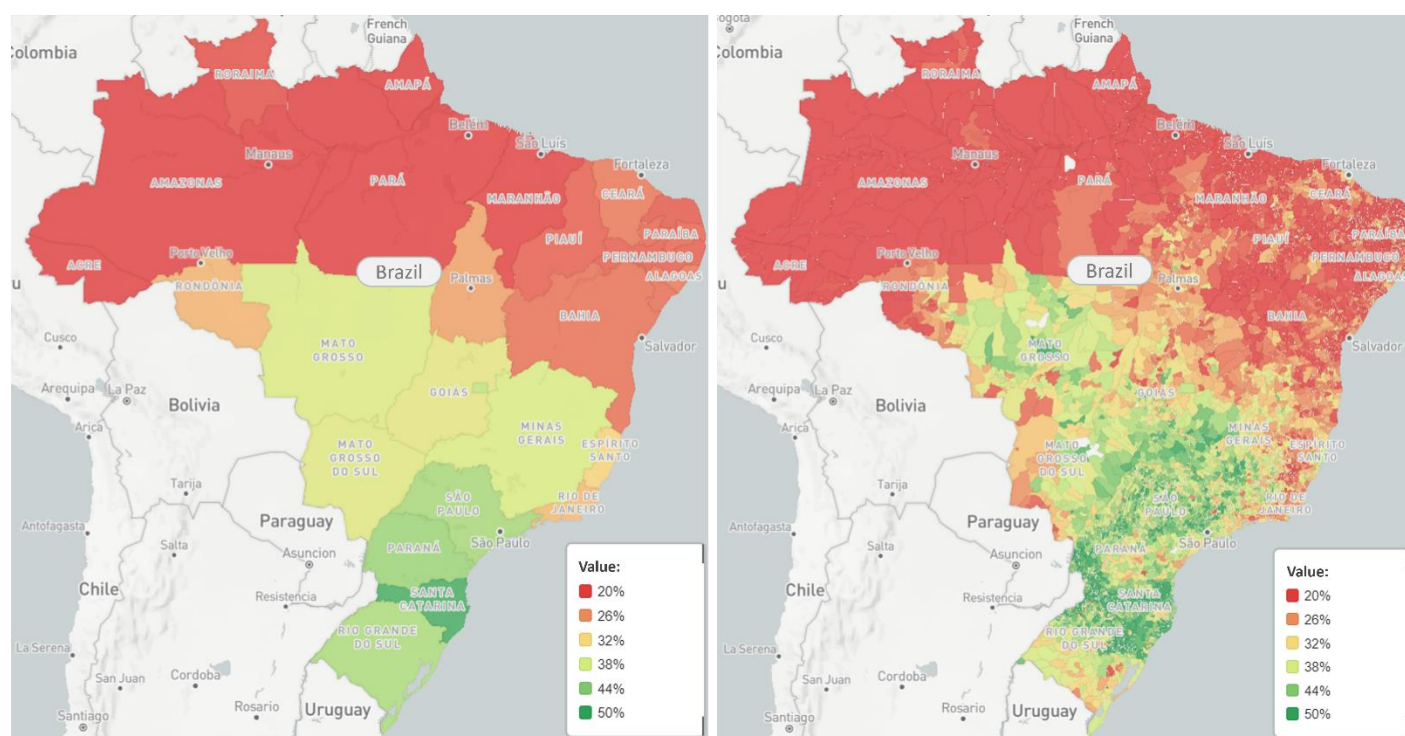 French
Guiana
Colombia
RORAIMA
AMAPÁ
Belém
São Luís
Manaus
Fortaleza
AMAZONAS
PARÁ
CEARÁ
MARANHÃO
PARAÍBA
PIAUÍ
Porto Velho
PERNAMBUCO
ACRE
Brazil
Palmas
ALAGOAS
RONDÔNIA
BAHIA
Cusco
MATO
GROSSO
Salvador
Arequipa
La Paz
GOIÁS
Bolivia
Arica
MINAS
GERAIS
ESPÍRITO
SANTO
MATO
GROSSO
DO SUL
Tarija
SÃO
PAULO
RIO DE
JANEIRO
Paraguay
Antofagasta
São Paulo
Salta
PARANÁ
Asuncion
Chile
Resistencia
SANTA
CATARINA
RIO GRANDE
DO SUL
La Serena
San Juan
Cordoba
Rosario
Uruguay
Santiago
Value:
20%
26%
32%
38%
44%
50%
Bogota
French
Guiana
Colombia
RORAIMA
AMAPÁ
Belém
São Luís
Manaus
Fortaleza
AMAZONAS
PARÁ
CEARÁ
MARANHÃO
PARAÍBA
PIAUÍ
Porto Velho
PERNAMBUCO
ACRE
Brazil
Palmas
ALAGOAS
RONDÔNIA
BAHIA
Cusco
MATO
GROSSO
Salvador
Arequipa
La Paz
GOIÁS
Bolivia
Arica
MINAS
GERAIS
ESPÍRITO
SANTO
MATO
GROSSO
DO SUL
Tarija
SÃO
PAULO
RIO DE
JANEIRO
Paraguay
Antofagasta
São Paulo
Salta
PARANÁ
Asuncion
Chile
Resistencia
SANTA
CATARINA
RIO GRANDE
DO SUL
La Serena
San Juan
Cordoba
Rosario
Uruguay
Santiago
Value:
20%
26%
32%
38%
44%
50%